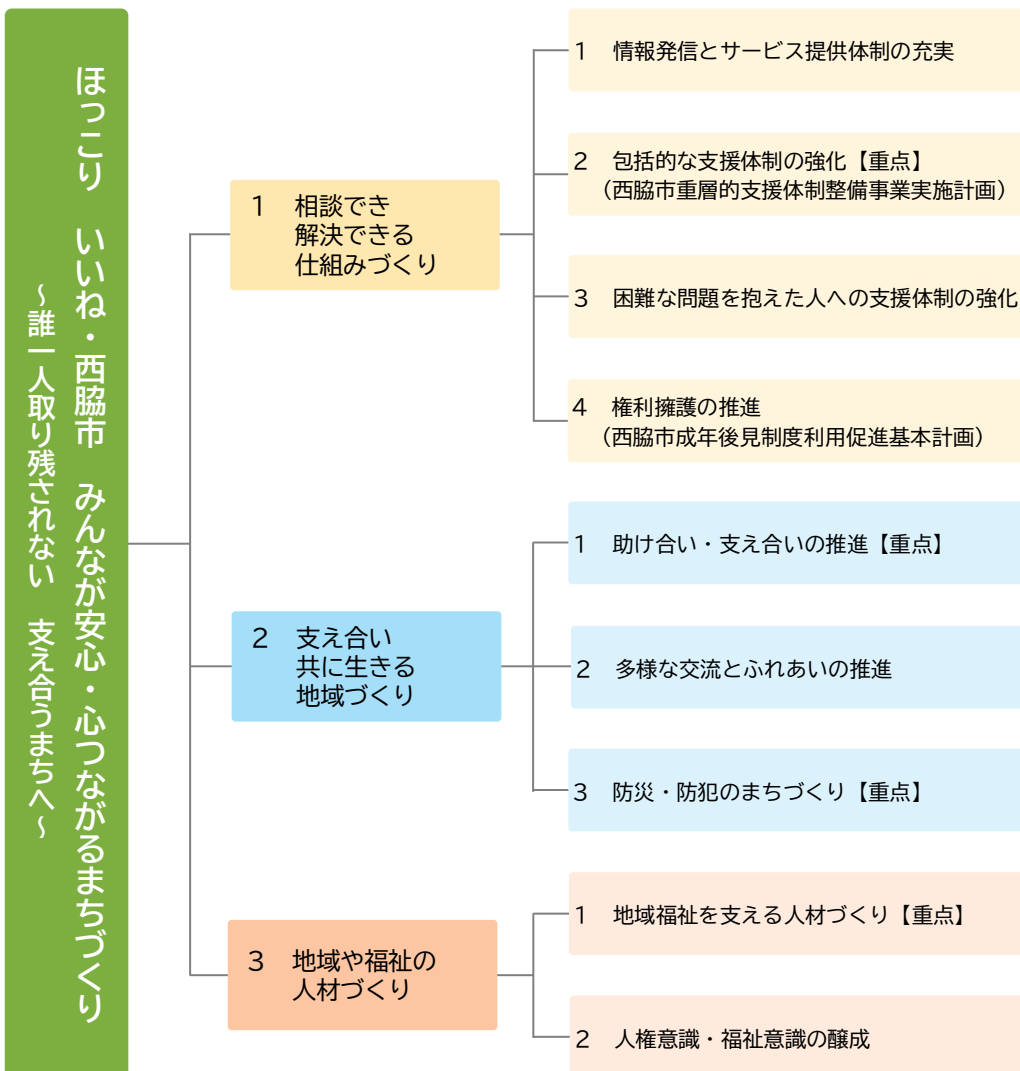 ほっこり　いいね・西脇市　みんなが安心・心つながるまちづくり
～誰一人取り残されない　支え合うまちへ～
1　相談でき
解決できる
仕組みづくり
1　情報発信とサービス提供体制の充実
2　包括的な支援体制の強化【重点】
（西脇市重層的支援体制整備事業実施計画）
3　困難な問題を抱えた人への支援体制の強化
4　権利擁護の推進
（西脇市成年後見制度利用促進基本計画）
2　支え合い
共に生きる
地域づくり
1　助け合い・支え合いの推進【重点】
2　多様な交流とふれあいの推進
3　防災・防犯のまちづくり【重点】
3　地域や福祉の
人材づくり
1　地域福祉を支える人材づくり【重点】
2　人権意識・福祉意識の醸成